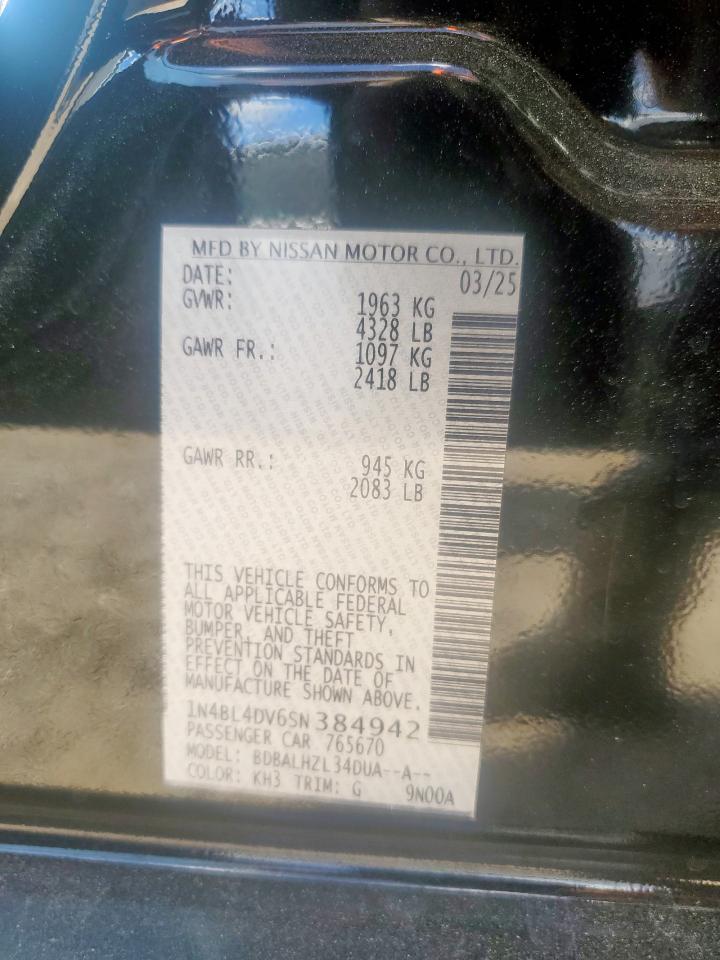 MFD BY NISSAN MOTOR CO., LTD.
DATE: 03/25
GVWR: 1963 KG
4328 LB
GAWR FR.: 1097 KG
2418 LB
GAWR RR.: 945 KG
2083 LB
THIS VEHICLE CONFORMS TO
ALL APPLICABLE FEDERAL
MOTOR VEHICLE SAFETY,
BUMPER, AND THEFT
PREVENTION STANDARDS IN
EFFECT ON THE DATE OF
MANUFACTURE SHOWN ABOVE.
1N4BL4DV6SN384942
PASSENGER CAR 765670
MODEL: BDBALHZL34DUA--A--
COLOR: KH3 TRIM: G 9N00A